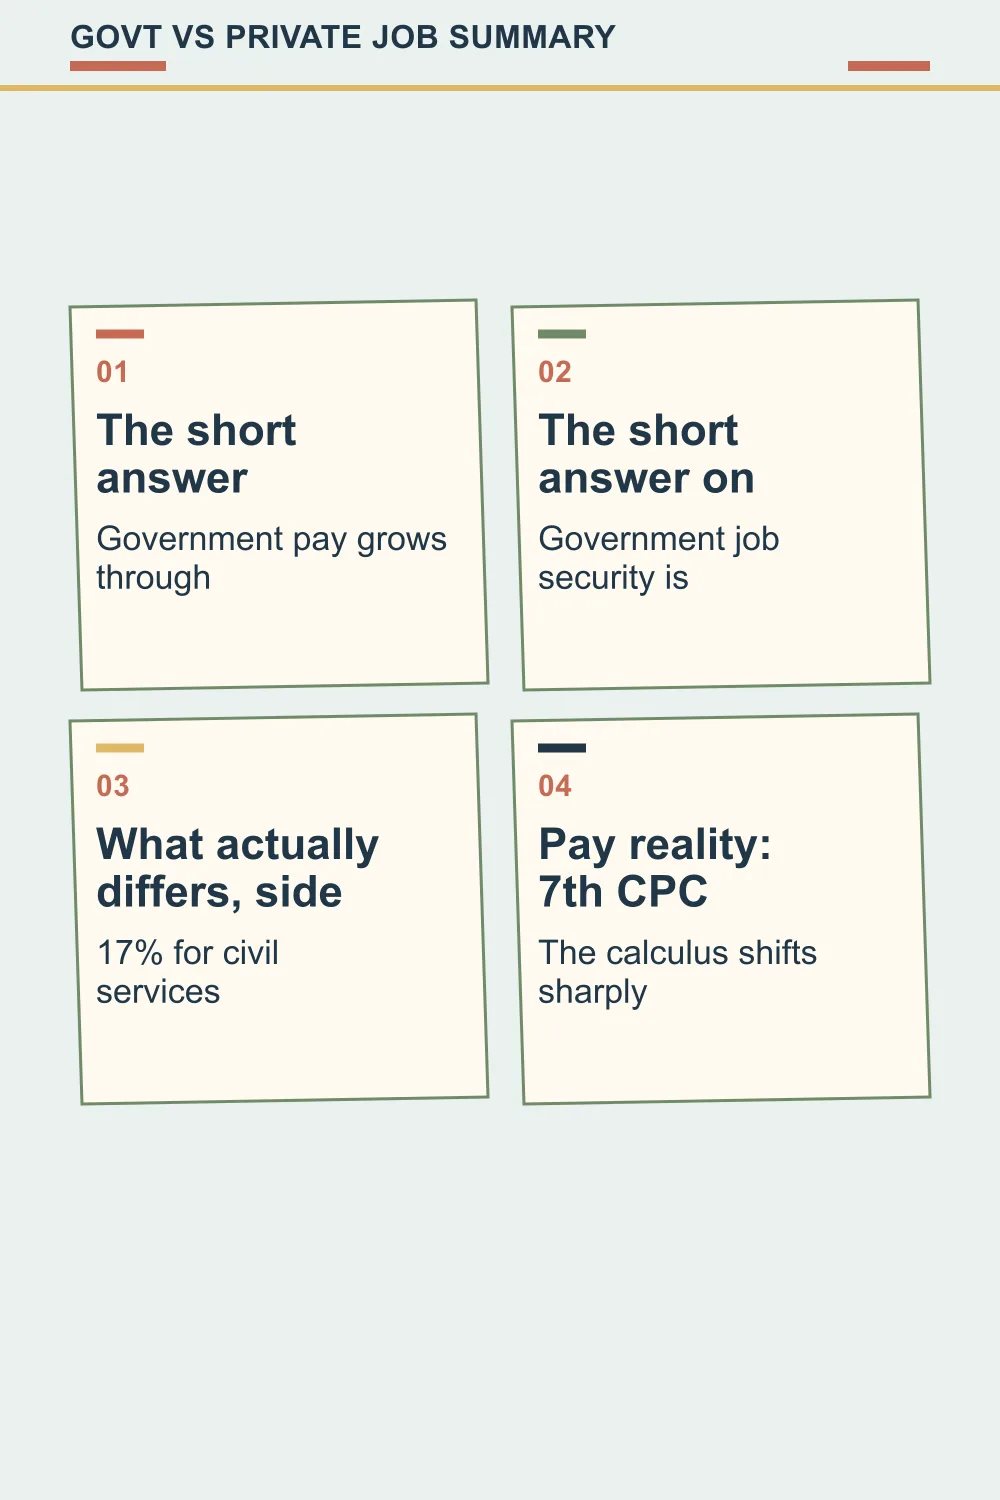 GOVT VS PRIVATE JOB SUMMARY
01
The short
answer
Government pay grows
through
02
The short
answer on
Government job
security is
03
What actually
differs, side
17% for civil
services
04
Pay reality:
7th CPC
The calculus shifts
sharply